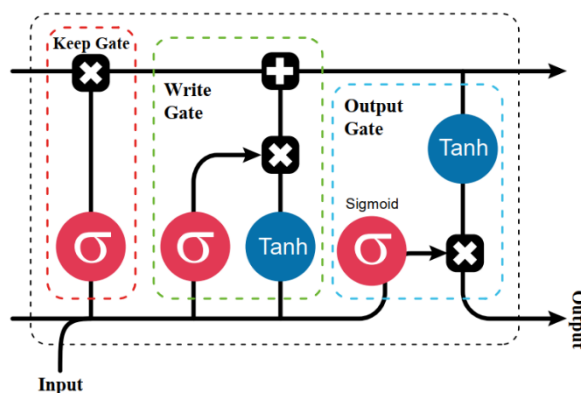 Keep Gate
Write
Gate
Output
Gate
Tanh
Sigmoid
σ
σ
Tanh
σ
Output
Input